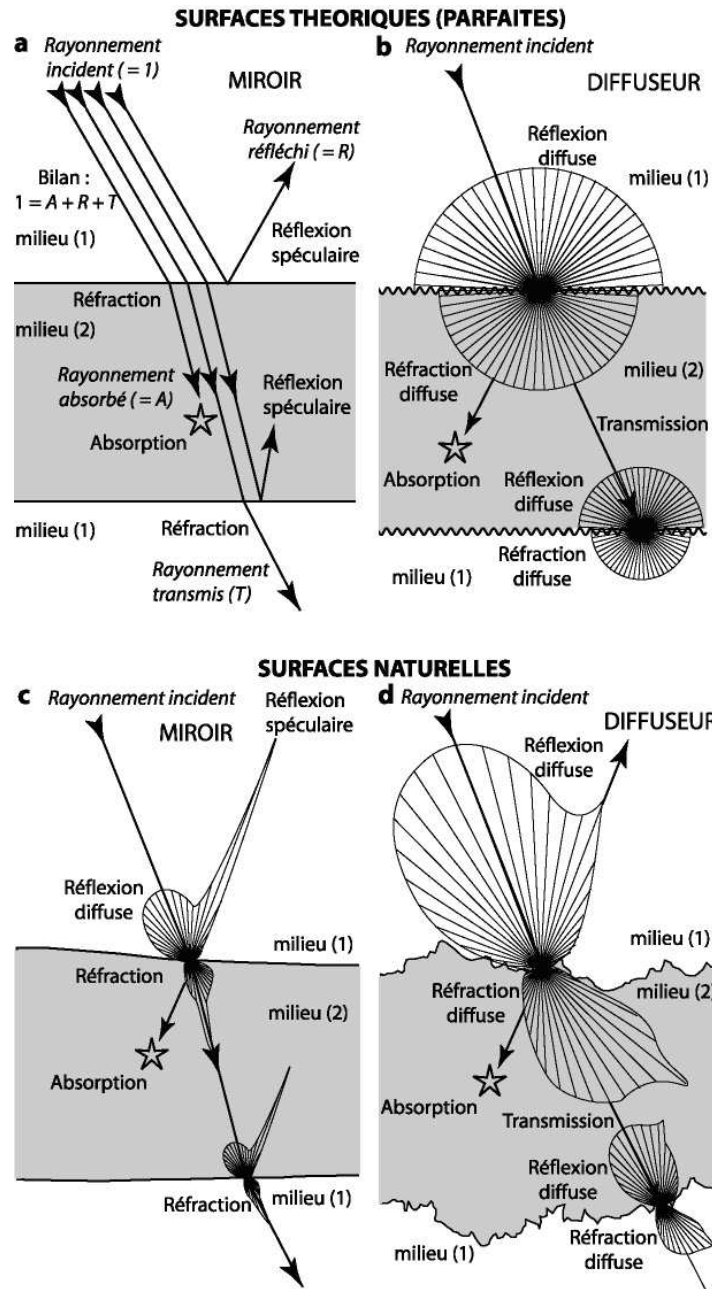 SURFACES THEORIQUES (PARFAITES)
a
Rayonnement
incident (= 1)
MIROIR
Rayonnement
réfléchi (= R)
Bilan :
1 = A + R + T
milieu (1)
Réflexion
spéculaire
Réfraction
milieu (2)
Rayonnement
absorbé (= A)
Réflexion
spéculaire
Absorption
milieu (1)
Réfraction
Rayonnement
transmis (T)
b
Rayonnement incident
DIFFUSEUR
Réflexion
diffuse
milieu (1)
Réfraction
diffuse
milieu (2)
Transmission
Absorption
Réflexion
diffuse
milieu (1)
Réfraction
diffuse
SURFACES NATURELLES
c
Rayonnement incident
Réflexion
spéculaire
MIROIR
Réflexion
diffuse
milieu (1)
Réfraction
milieu (2)
Absorption
Réfraction
milieu (1)
d
Rayonnement incident
DIFFUSEUR
Réflexion
diffuse
milieu (1)
Réfraction
diffuse
milieu (2)
Absorption
Transmission
Réflexion
diffuse
milieu (1)
Réfraction
diffuse